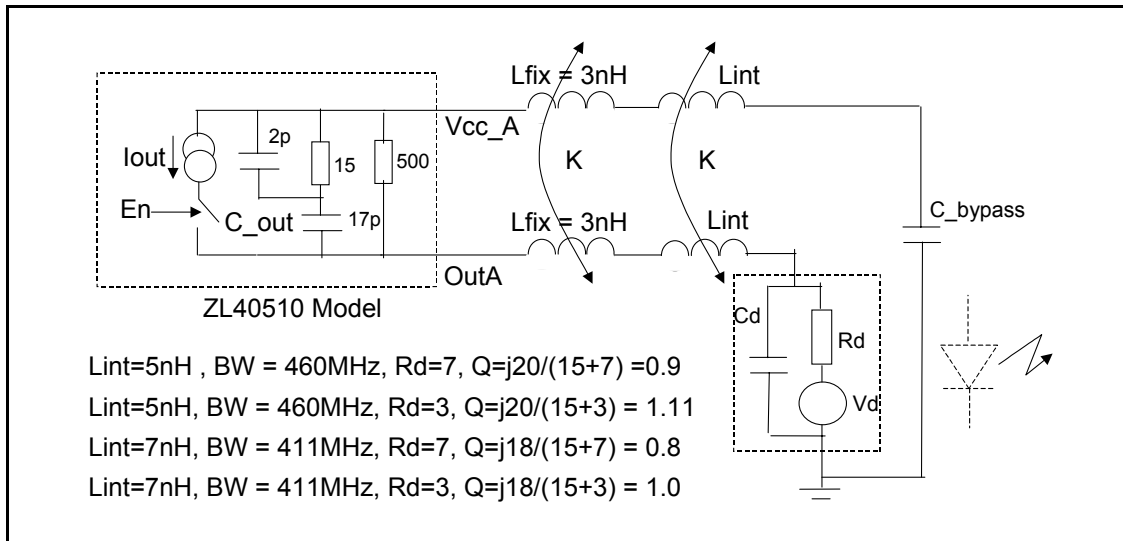 Lfix = 3nH
Lint
Vcc_A
2p
Iout
15
500
K
K
En
C_out
17p
Lfix = 3nH
Lint
C_bypass
OutA
ZL40510 Model
Cd
Rd
Vd
Lint=5nH , BW = 460MHz, Rd=7, Q=j20/(15+7) =0.9
Lint=5nH, BW = 460MHz, Rd=3, Q=j20/(15+3) = 1.11
Lint=7nH, BW = 411MHz, Rd=7, Q=j18/(15+7) = 0.8
Lint=7nH, BW = 411MHz, Rd=3, Q=j18/(15+3) = 1.0